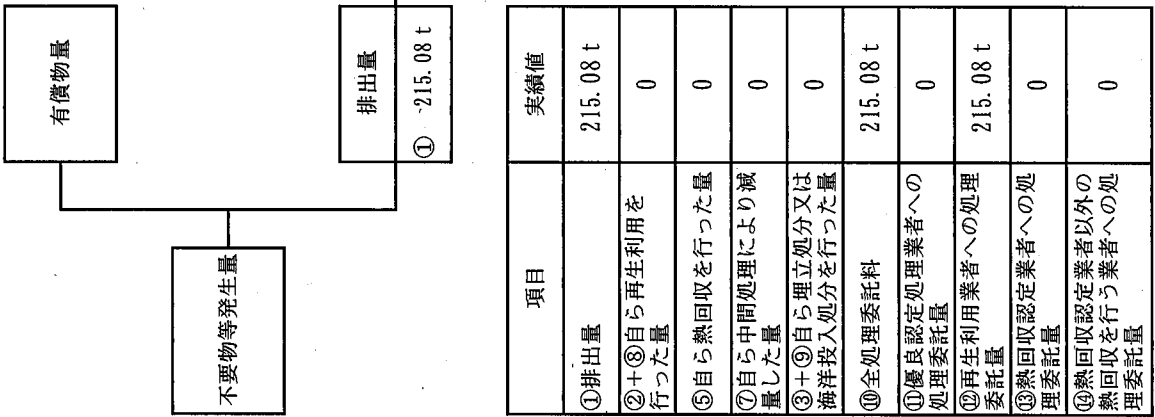 不要物等発生量
有償物量
排出量
① 215.08 t
項目
実績値
①排出量
215.08 t
②+⑧自ら再生利用を
行った量
0
⑤自ら熱回収を行った量
0
⑦自ら中間処理により減
量した量
0
③+⑨自ら埋立処分又は
海洋投入処分を行った量
0
⑩全処理委託料
215.08 t
⑪優良認定処理業者への
処理委託量
0
⑫再生利用業者への処理
委託量
215.08 t
⑬熱回収認定業者への処
理委託量
0
⑭熱回収認定業者以外の
熱回収を行う業者への処
理委託量
0